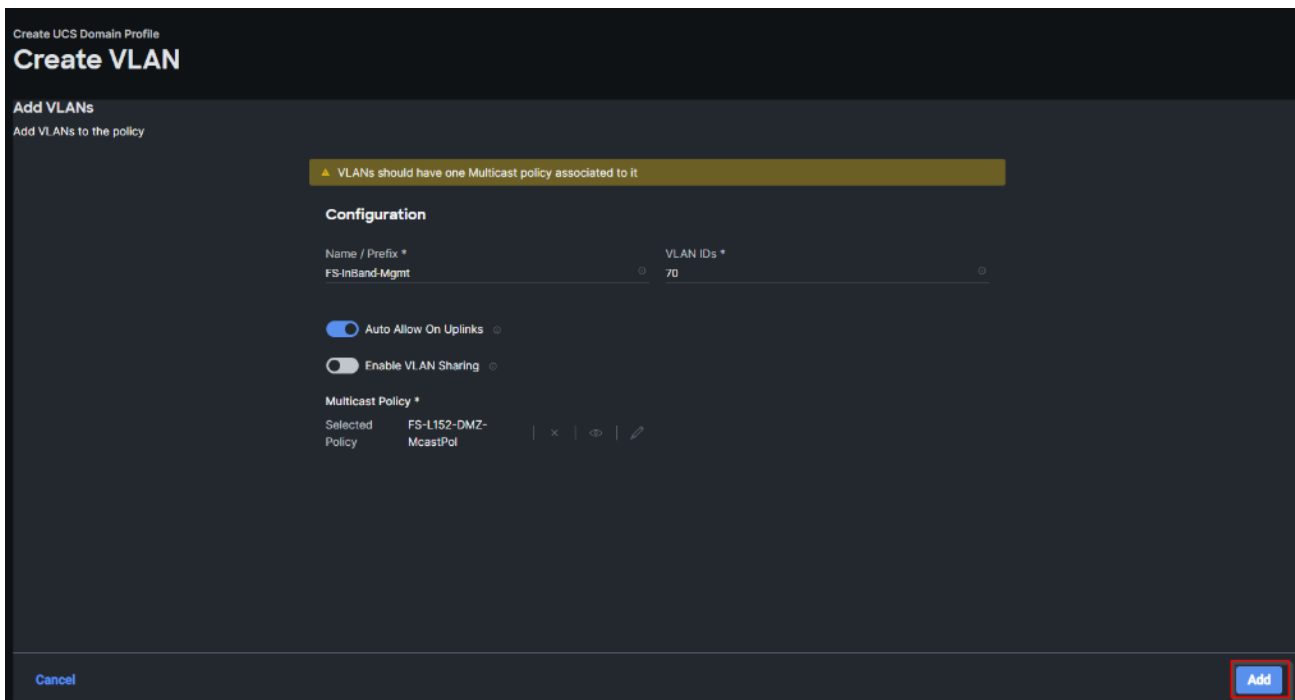 Create UCS Domain Profile
Create VLAN
Add VLANs
Add VLANs to the policy
VLANs should have one Multicast policy associated to it
Configuration
Name / Prefix *
VLAN IDs *
FS-InBand-Mgmt
70
Auto Allow On Uplinks
Enable VLAN Sharing
Multicast Policy *
Selected
Policy
FS-L152-DMZ-
McastPol
Cancel
Add